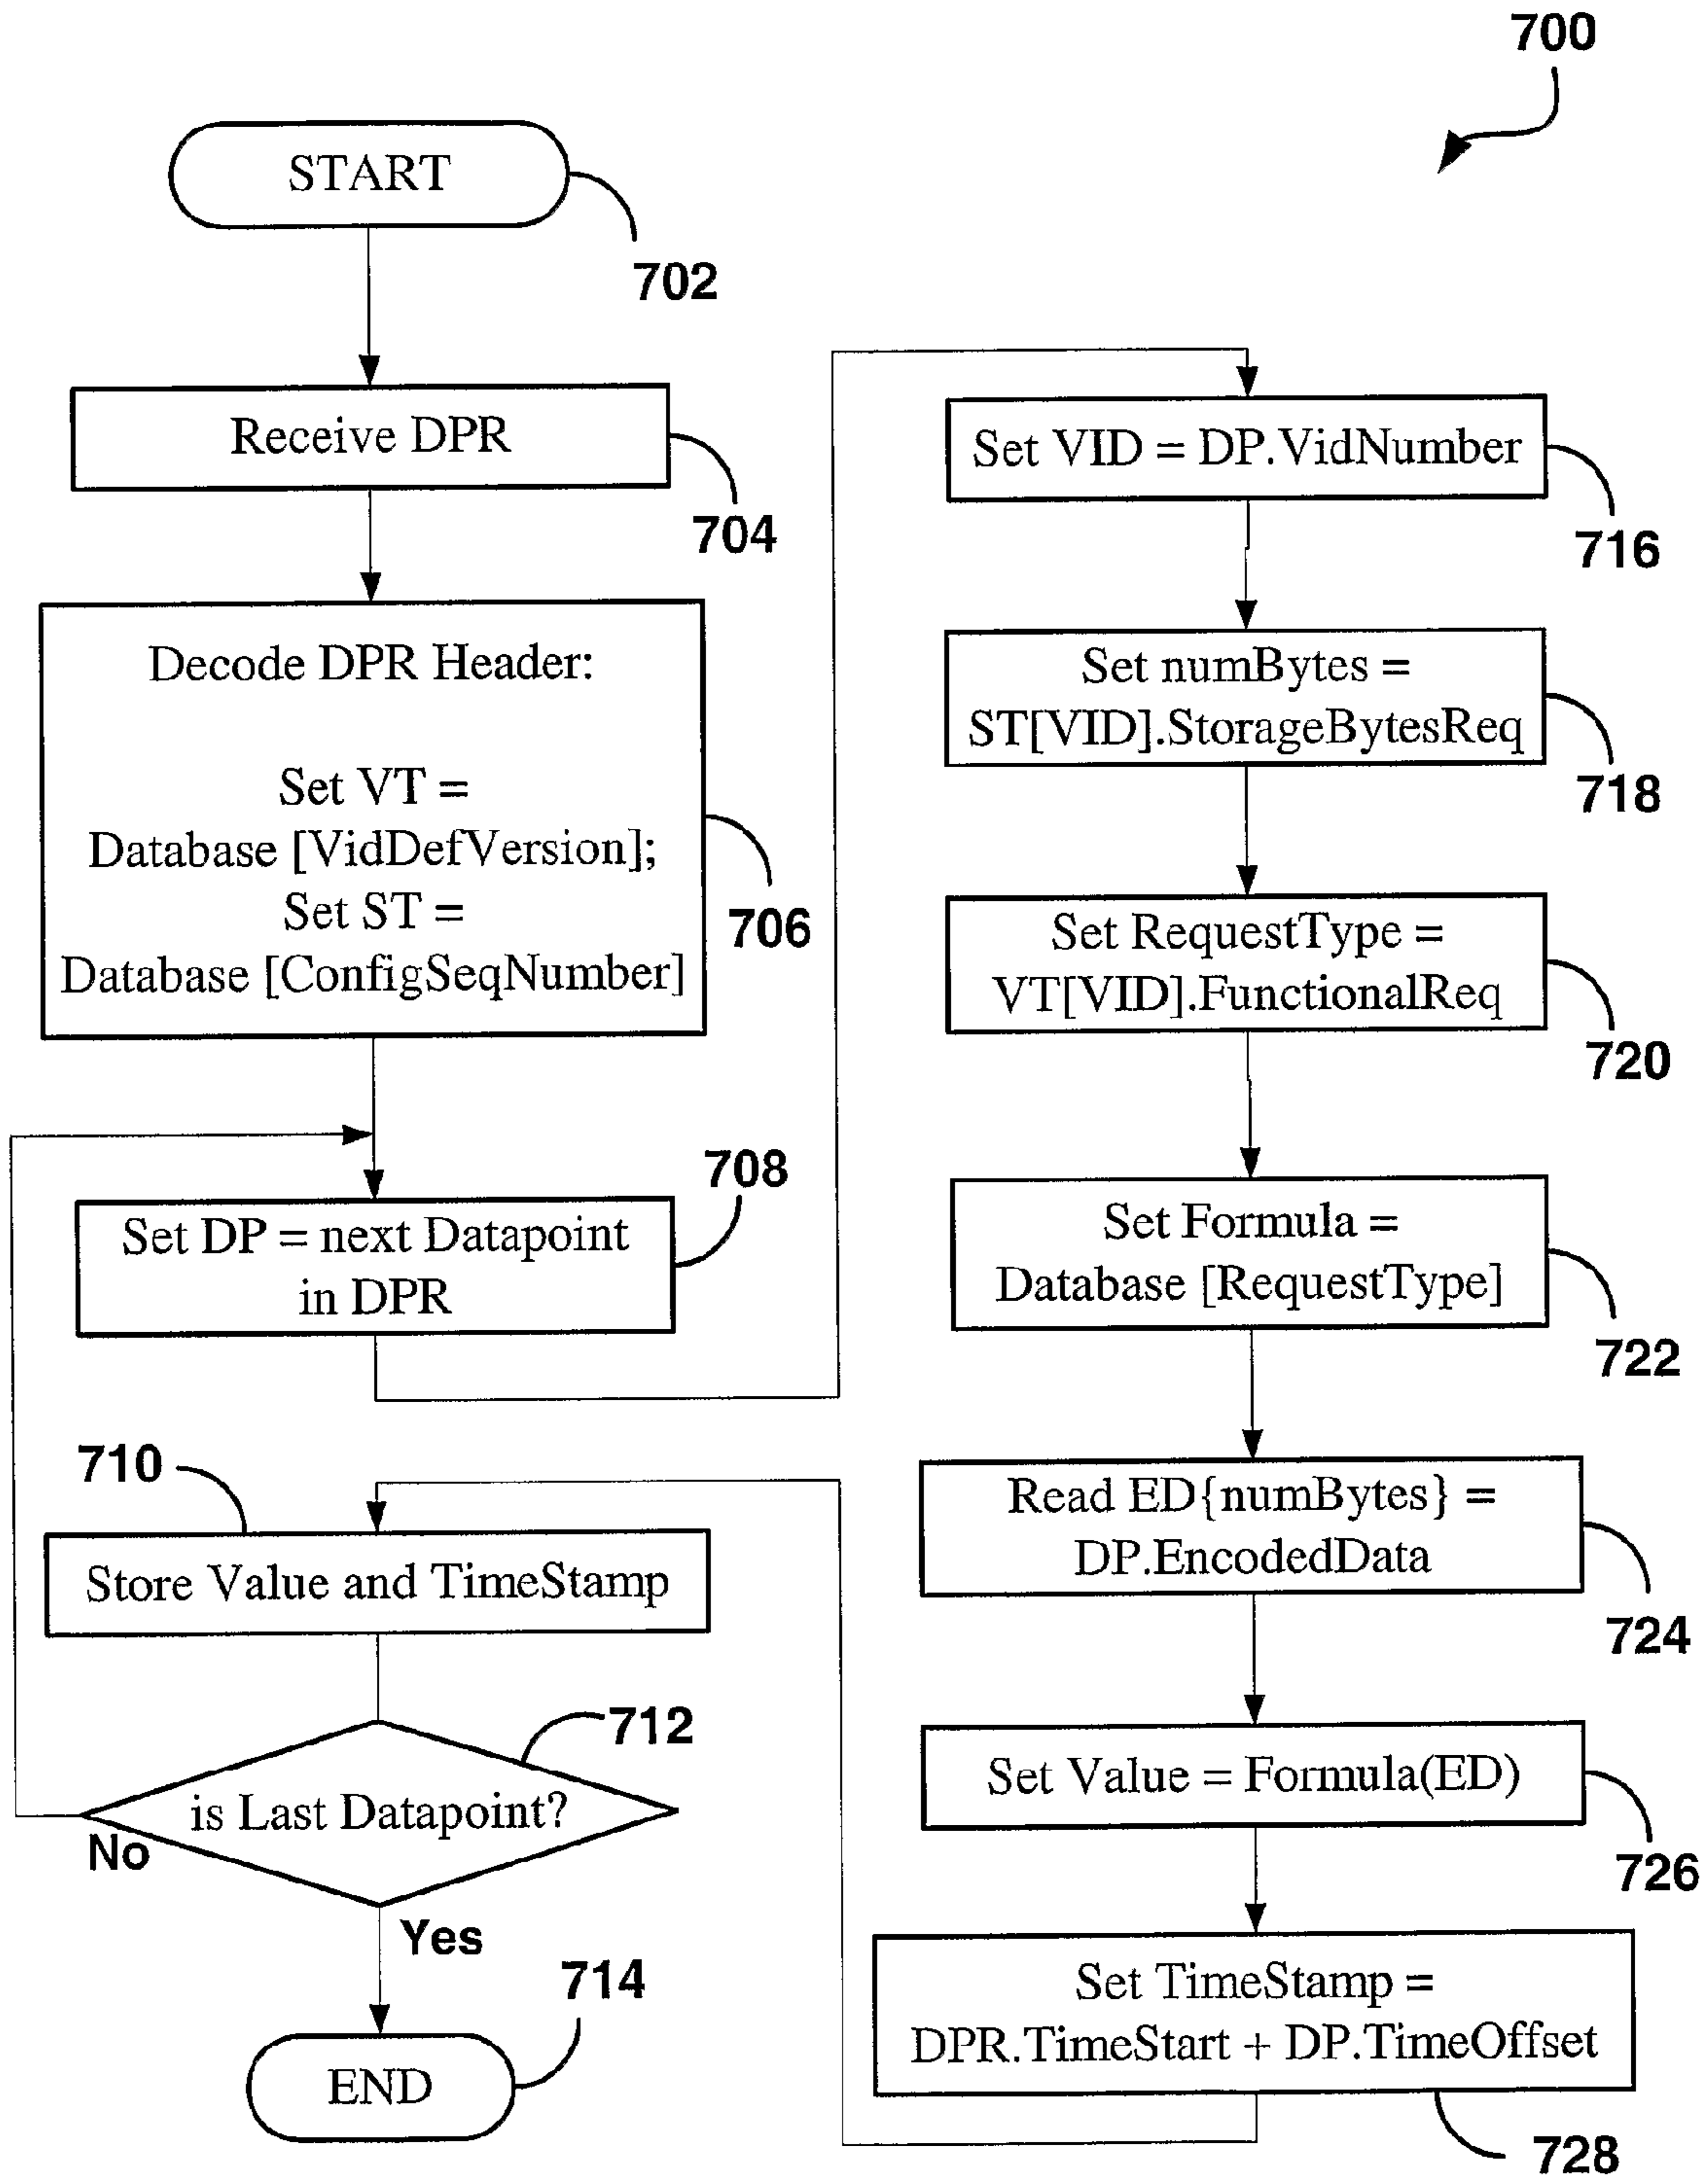 700
START
702
Receive DPR
704
Decode DPR Header:
Set VT =
Database [VidDefVersion];
Set ST =
Database [ConfigSeqNumber]
706
708
Set DP = next Datapoint
in DPR
710
Store Value and TimeStamp
712
is Last Datapoint?
No
Yes
714
END
Set VID = DP.VidNumber
716
Set numBytes =
ST[VID].StorageBytesReq
718
Set RequestType =
VT[VID].FunctionalReq
720
Set Formula =
Database [RequestType]
722
Read ED{numBytes} =
DP.EncodedData
724
Set Value = Formula(ED)
726
Set TimeStamp =
DPR.TimeStart + DP.TimeOffset
728